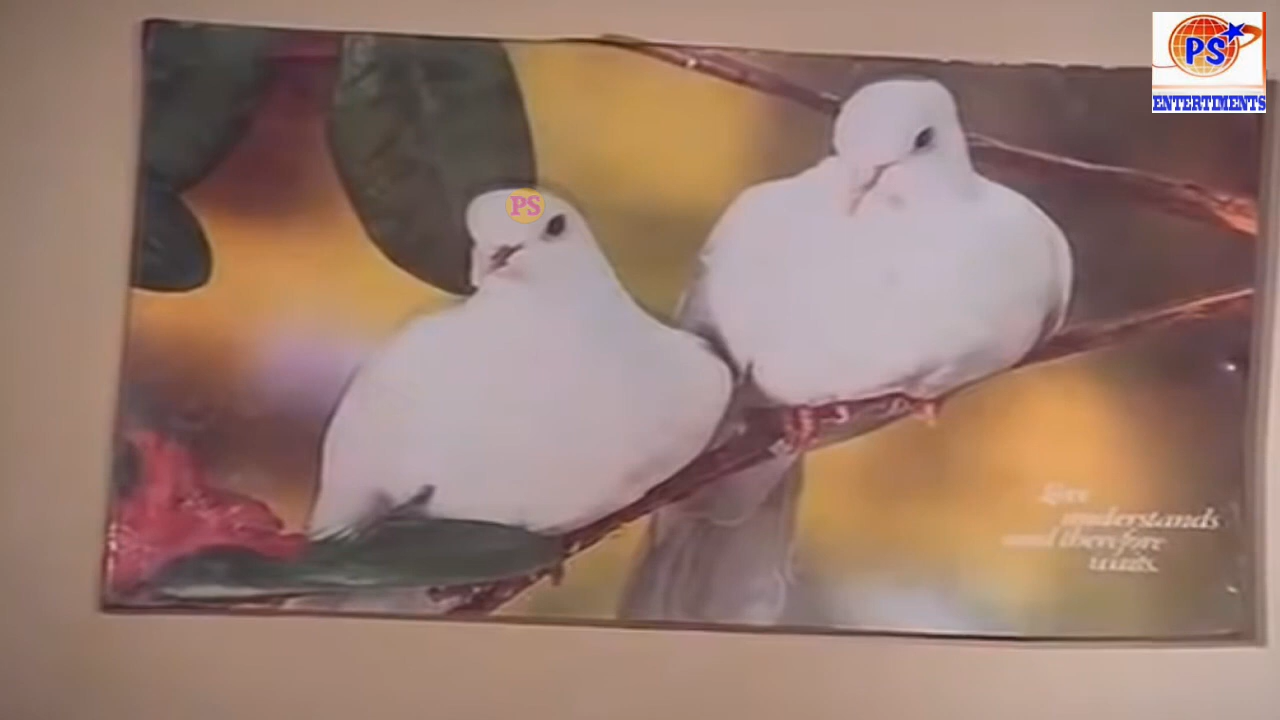 PS
ENTERTIMENTS
PS
Love
understands
and therefore
waits.